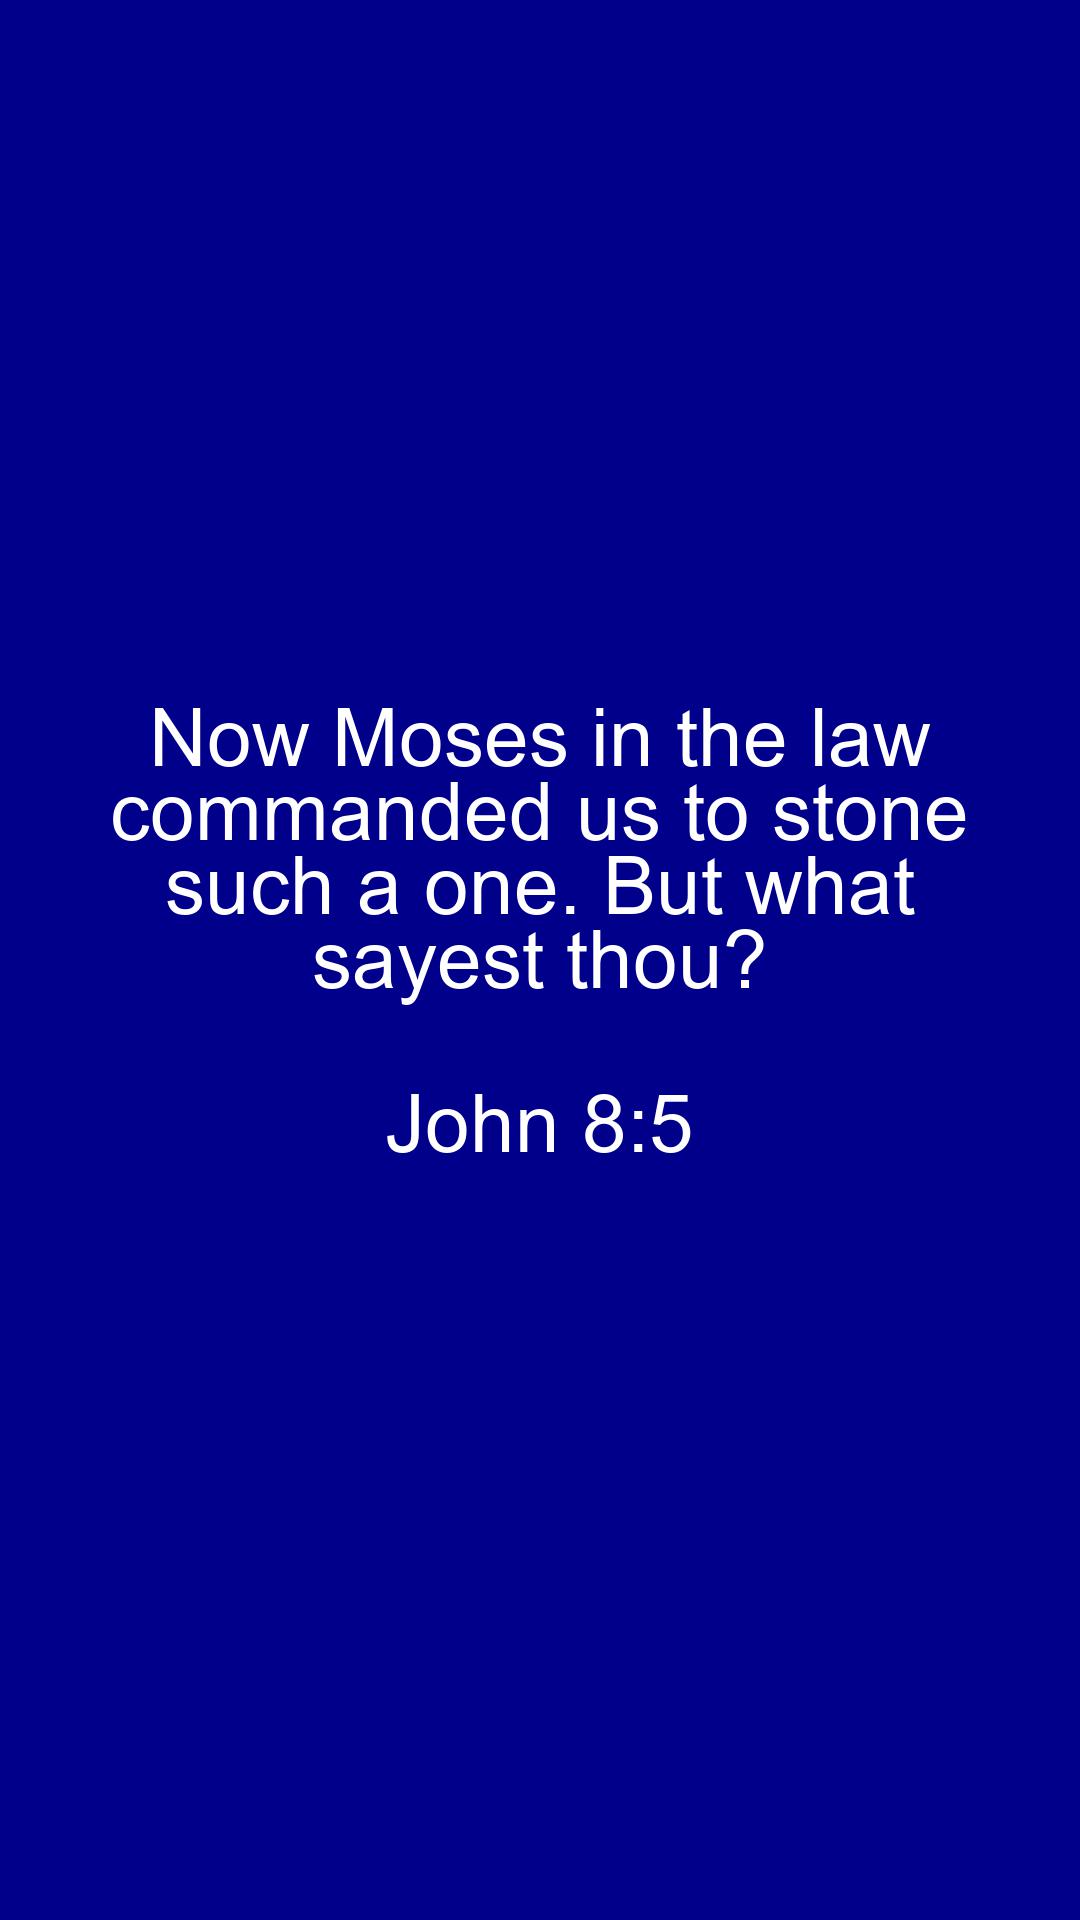 Now Moses in the law
commanded us to stone
such a one. But what
sayest thou?
John 8:5